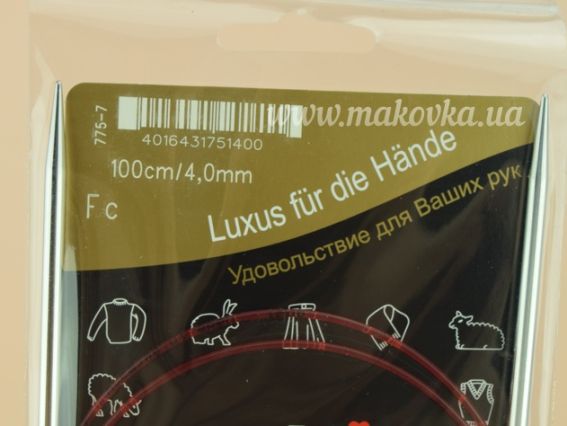 www.makovka.ua
775-7
4016431751400
100cm/4,0mm
Fc
Luxus für die Hände
Удовольствие для Ваших рук